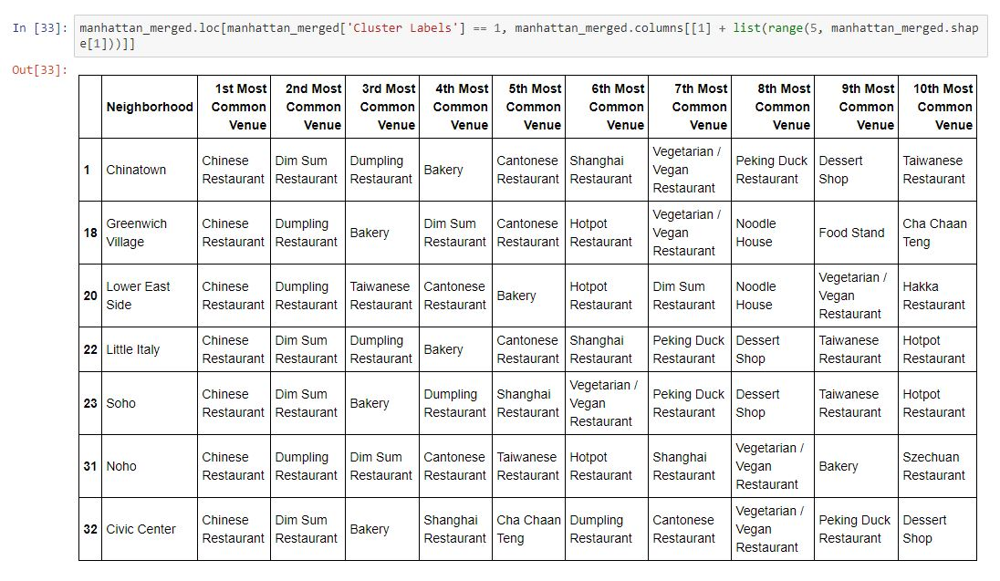 In [33]: manhattan_merged.loc[manhattan_merged['Cluster Labels'] == 1, manhattan_merged.columns[[1] + list(range(5, manhattan_merged.shap
e[1]))]]
Out[33]:
Neighborhood 1st Most Common Venue 2nd Most Common Venue 3rd Most Common Venue 4th Most Common Venue 5th Most Common Venue 6th Most Common Venue 7th Most Common Venue 8th Most Common Venue 9th Most Common Venue 10th Most Common Venue
1 Chinatown Chinese Restaurant Dim Sum Restaurant Dumpling Restaurant Bakery Cantonese Restaurant Shanghai Restaurant Vegetarian / Vegan Restaurant Peking Duck Restaurant Dessert Shop Taiwanese Restaurant
18 Greenwich Village Chinese Restaurant Dumpling Restaurant Bakery Dim Sum Restaurant Cantonese Restaurant Hotpot Restaurant Vegetarian / Vegan Restaurant Noodle House Food Stand Cha Chaan Teng
20 Lower East Side Chinese Restaurant Dumpling Restaurant Taiwanese Restaurant Cantonese Restaurant Bakery Hotpot Restaurant Dim Sum Restaurant Noodle House Vegetarian / Vegan Restaurant Hakka Restaurant
22 Little Italy Chinese Restaurant Dim Sum Restaurant Dumpling Restaurant Bakery Cantonese Restaurant Shanghai Restaurant Peking Duck Restaurant Dessert Shop Taiwanese Restaurant Hotpot Restaurant
23 Soho Chinese Restaurant Dim Sum Restaurant Bakery Dumpling Restaurant Shanghai Restaurant Vegetarian / Vegan Restaurant Peking Duck Restaurant Dessert Shop Taiwanese Restaurant Hotpot Restaurant
31 Noho Chinese Restaurant Dumpling Restaurant Dim Sum Restaurant Cantonese Restaurant Taiwanese Restaurant Hotpot Restaurant Shanghai Restaurant Vegetarian / Vegan Restaurant Bakery Szechuan Restaurant
32 Civic Center Chinese Restaurant Dim Sum Restaurant Bakery Shanghai Restaurant Cha Chaan Teng Dumpling Restaurant Cantonese Restaurant Vegetarian / Vegan Restaurant Peking Duck Restaurant Dessert Shop